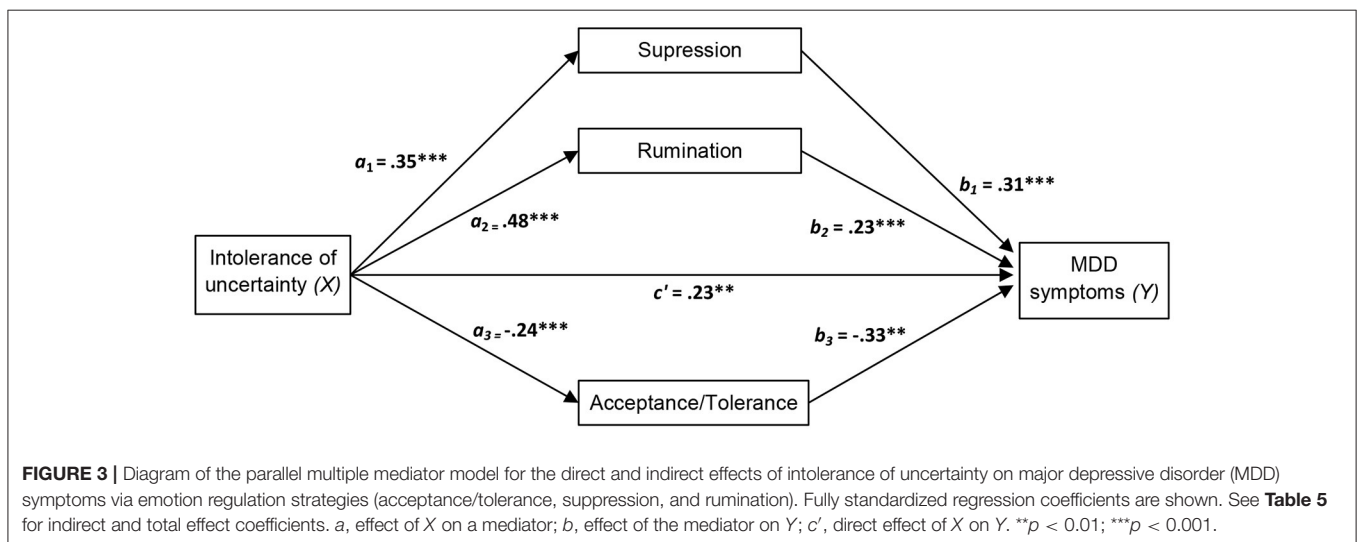 Supression
Rumination
a1 = .35***
b1 = .31***
a2 = .48***
b2 = .23***
Intolerance of
uncertainty (X)
MDD
symptoms (Y)
c' = .23**
a3 = -.24***
b3 = -.33**
Acceptance/Tolerance
FIGURE 3 | Diagram of the parallel multiple mediator model for the direct and indirect effects of intolerance of uncertainty on major depressive disorder (MDD)
symptoms via emotion regulation strategies (acceptance/tolerance, suppression, and rumination). Fully standardized regression coefficients are shown. See Table 5
for indirect and total effect coefficients. a, effect of X on a mediator; b, effect of the mediator on Y; c′, direct effect of X on Y. **p < 0.01; ***p < 0.001.